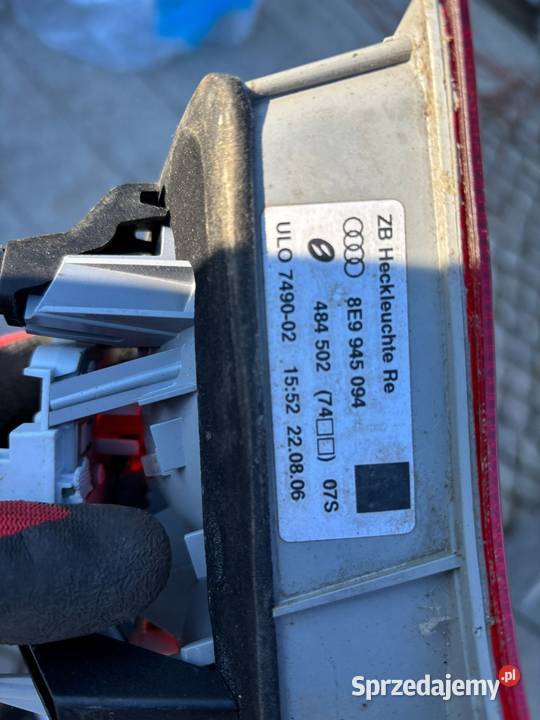 ZB Heckleuchte Re
8E9 945 094
484 502 (74□□) 07S
ULO 7490-02 15:52 22.08.06
Sprzedajemy.pl